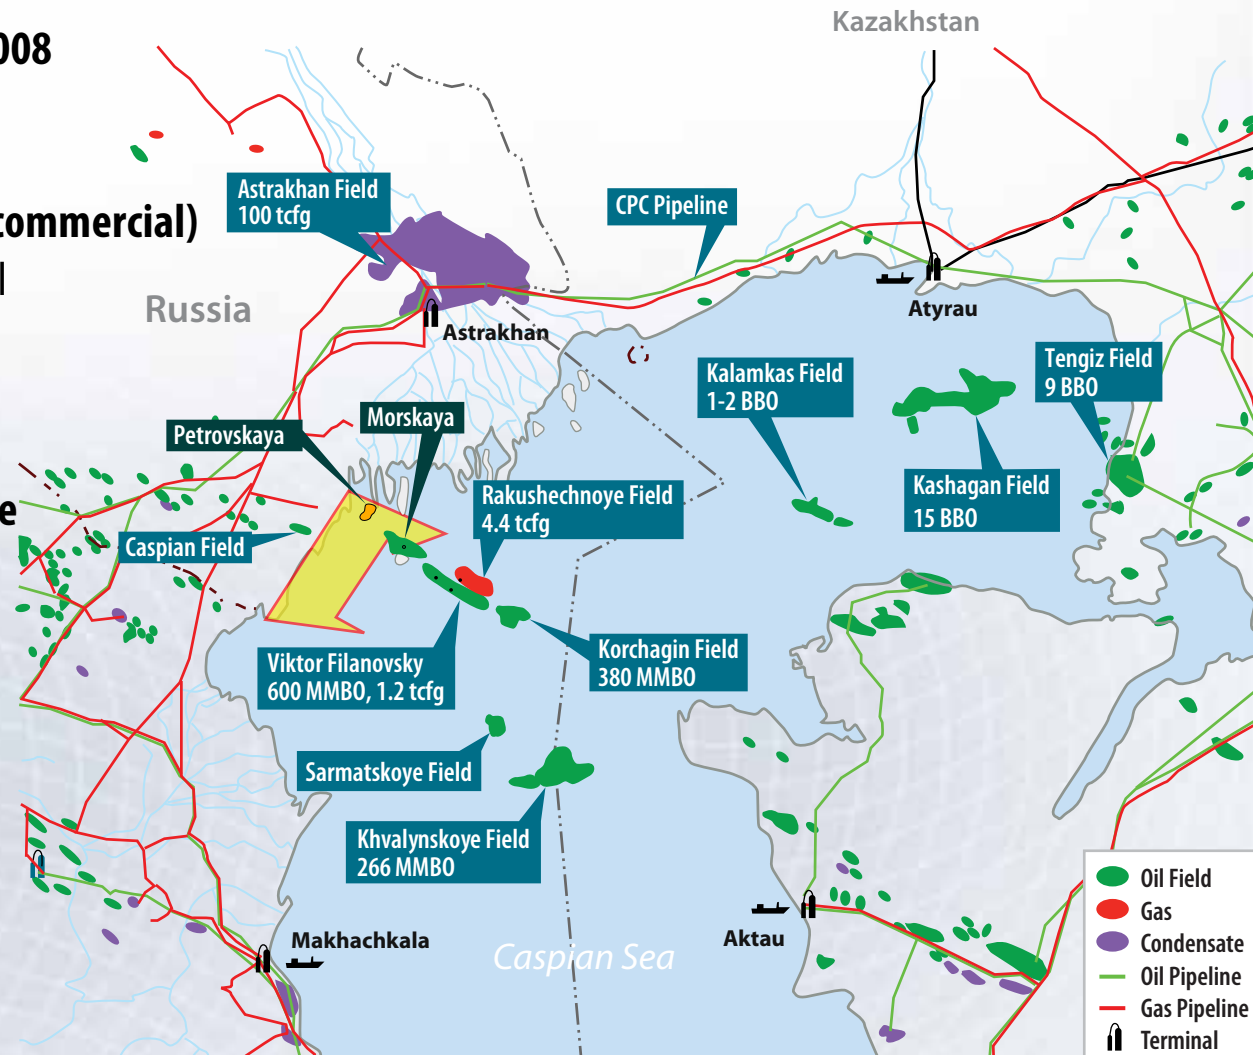 008
commercial)
l
e
Kazakhstan
Astrakhan Field
100 tcfg
CPC Pipeline
Russia
Astrakhan
Atyrau
Kalamkas Field
1-2 BBO
Tengiz Field
9 BBO
Petrovskaya
Morskaya
Rakushechnoye Field
4.4 tcfg
Kashagan Field
15 BBO
Caspian Field
Viktor Filanovsky
600 MMBO, 1.2 tcfg
Korchagin Field
380 MMBO
Sarmatskoye Field
Khvalynskoye Field
266 MMBO
Makhachkala
Caspian Sea
Aktau
Oil Field
Gas
Condensate
Oil Pipeline
Gas Pipeline
Terminal